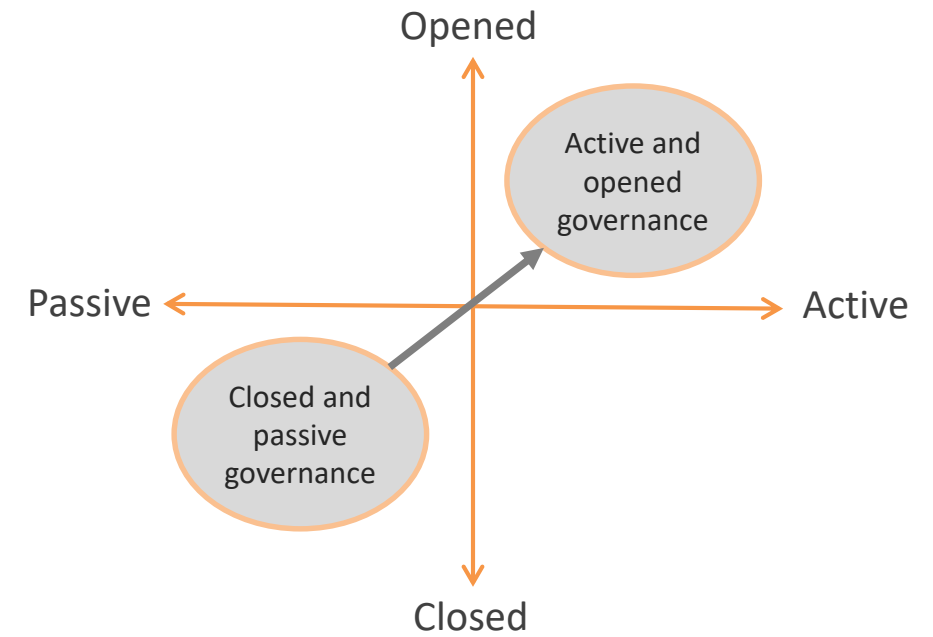 Opened
Active and
opened
governance
Passive
Active
Closed and
passive
governance
Closed